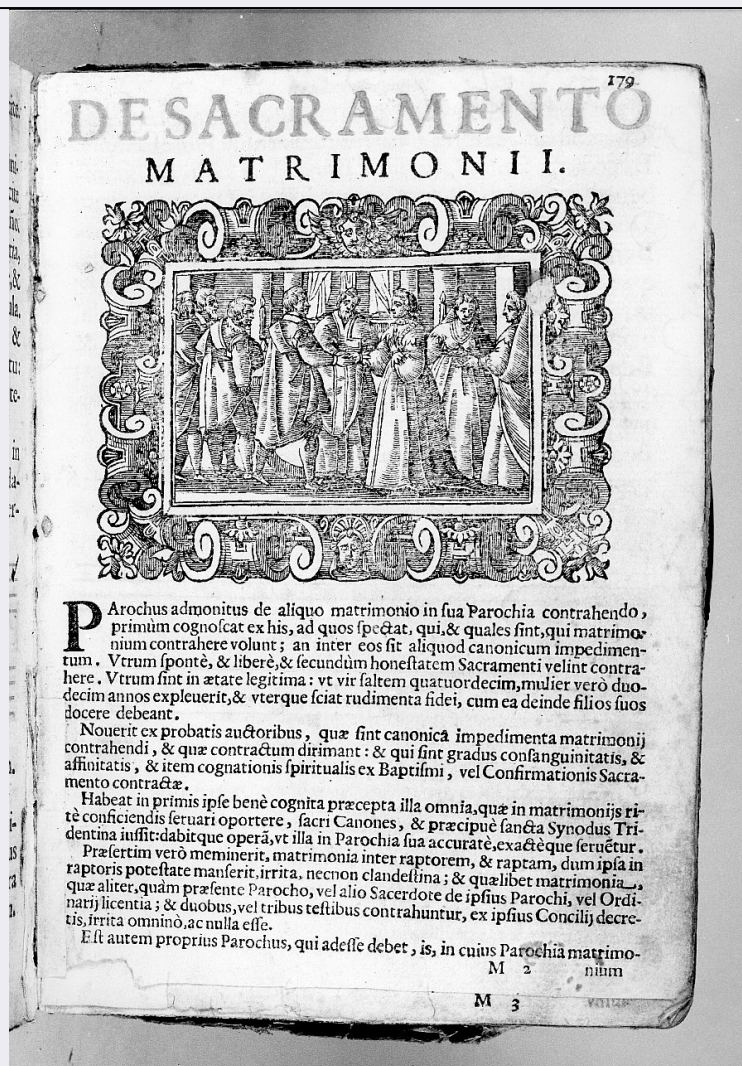 179
DE SACRAMENTO
MATRIMONII.
PArochus admonitus de aliquo matrimonio in ſua Parochia contrahendo,
primùm cognoſcat ex his, ad quos ſpectat, qui, & quales ſint, qui matrimo-
nium contrahere volunt; an inter eos ſit aliquod canonicum impedimen-
tum. Vtrum ſpontè, & liberè, & ſecundùm honeſtatem Sacramenti velint contra-
here. Vtrum ſint in ætate legitima: vt vir ſaltem quatuordecim, mulier verò duo-
decim annos expleuerit, & vterque ſciat rudimenta fidei, cum ea deinde filios ſuos
docere debeant.
Nouerit ex probatis auctoribus, quæ ſint canonica impedimenta matrimonij
contrahendi, & quæ contractum dirimant: & qui ſint gradus conſanguinitatis, &
affinitatis, & item cognationis ſpiritualis ex Baptiſmi, vel Confirmationis Sacra-
mento contractæ.
Habeat in primis ipſe benè cognita præcepta illa omnia, quæ in matrimonijs ri-
tè conficiendis ſeruari oportere, ſacri Canones, & præcipuè ſancta Synodus Tri-
dentina iuſſit: dabitque operã, vt illa in Parochia ſua accuratè, exactèque ſeruẽtur.
Præſertim verò meminerit, matrimonia inter raptorem, & raptam, dum ipſa in
raptoris poteſtate manſerit, irrita, necnon clandeſtina; & quælibet matrimonia,
quæ aliter, quàm præſente Parocho, vel alio Sacerdote de ipſius Parochi, vel Ordi-
narij licentia; & duobus, vel tribus teſtibus contrahuntur, ex ipſius Concilij decre-
tis, irrita omninò, ac nulla eſſe.
Eſt autem proprius Parochus, qui adeſſe debet, is, in cuius Parochia matrimo-
M 2 nium
M 3